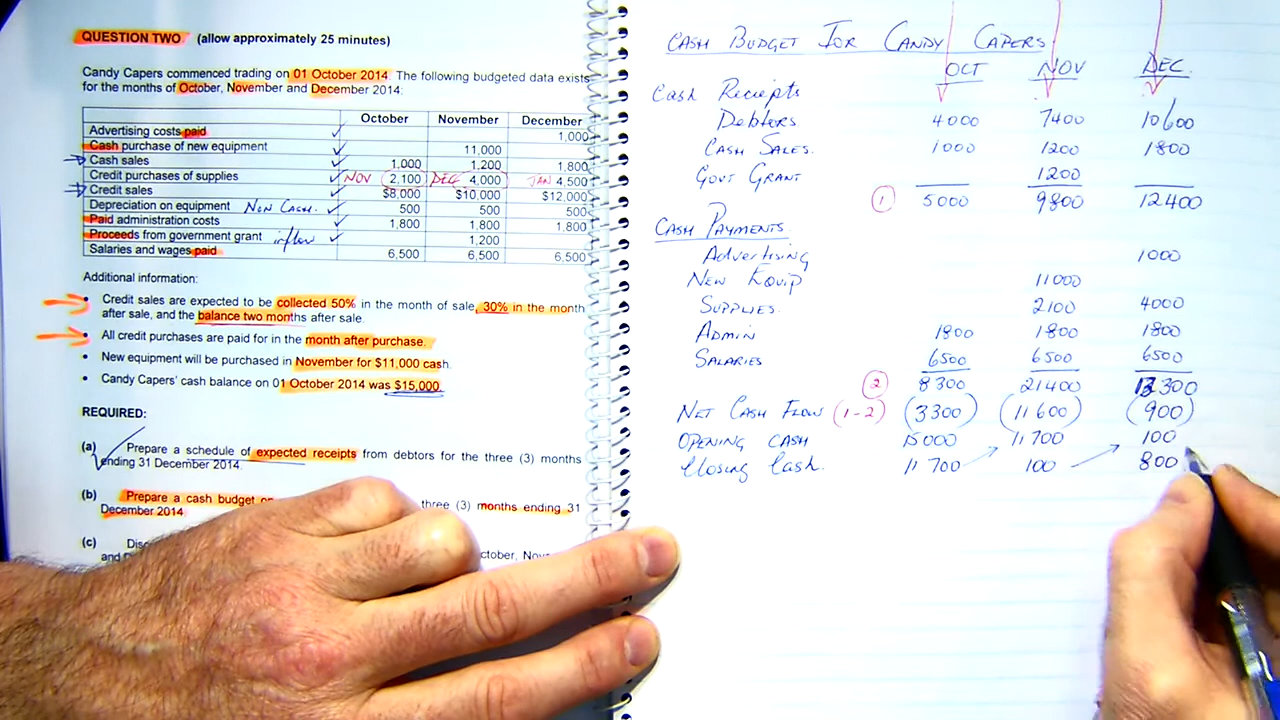 QUESTION TWO (allow approximately 25 minutes)
Candy Capers commenced trading on 01 October 2014. The following budgeted data exists
for the months of October, November and December 2014:
October November December
Advertising costs paid 1,000
Cash purchase of new equipment 11,000
Cash sales 1,000 1,200 1,800
Credit purchases of supplies NOV 2,100 DEC 4,000 JAN 4,500
Credit sales $8,000 $10,000 $12,000
Depreciation on equipment NON CASH. 500 500 500
Paid administration costs 1,800 1,800 1,800
Proceeds from government grant inflow 1,200
Salaries and wages paid 6,500 6,500 6,500
Additional information:
• Credit sales are expected to be collected 50% in the month of sale, 30% in the month
after sale, and the balance two months after sale.
• All credit purchases are paid for in the month after purchase.
• New equipment will be purchased in November for $11,000 cash.
• Candy Capers' cash balance on 01 October 2014 was $15,000.
REQUIRED:
(a) Prepare a schedule of expected receipts from debtors for the three (3) months
ending 31 December 2014.
(b) Prepare a cash budget three (3) months ending 31
December 2014
(c)
and
CASH BUDGET FOR CANDY CAPERS
OCT NOV DEC.
Cash Reciepts
Debtors 4000 7400 10600
CASH SALES. 1000 1200 1800
GOVT GRANT 1200
1 5000 9800 12400
CASH PAYMENTS.
Advertising 1000
NEW Equip 11000
SUPPLIES. 2100 4000
ADMIN 1800 1800 1800
SALARIES 6500 6500 6500
2 8300 21400 13300
NET CASH FLOW (1-2) (3300) (11600) (900)
OPENING CASH 15000 11700 100
Closing Cash. 11700 100 800